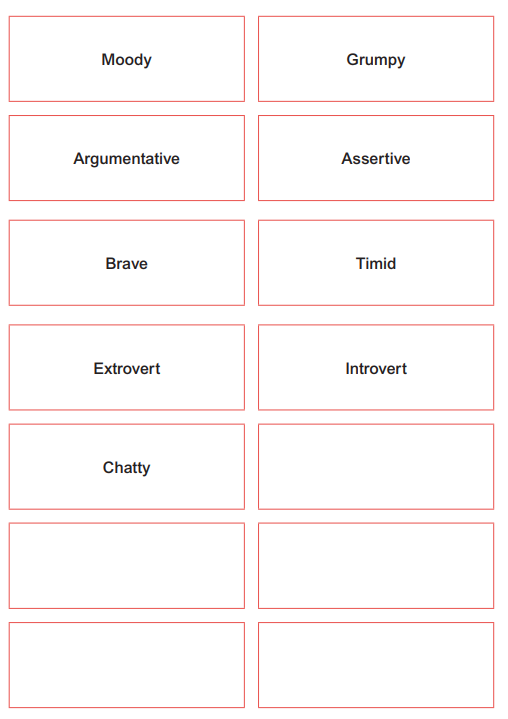 Moody
Grumpy
Argumentative
Assertive
Brave
Timid
Extrovert
Introvert
Chatty